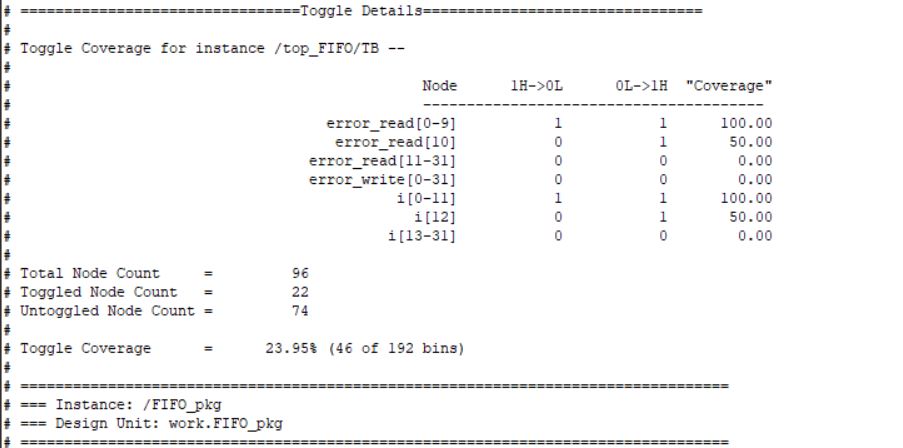 # ================================Toggle Details================================
#
# Toggle Coverage for instance /top_FIFO/TB --
#
#                                               Node      1H->0L      0L->1H  "Coverage"
#                                               ---------------------------------------
#                                    error_read[0-9]           1           1      100.00
#                                     error_read[10]           0           1       50.00
#                                  error_read[11-31]           0           0        0.00
#                                  error_write[0-31]           0           0        0.00
#                                            i[0-11]           1           1      100.00
#                                              i[12]           0           1       50.00
#                                           i[13-31]           0           0        0.00
#
# Total Node Count     =         96
# Toggled Node Count   =         22
# Untoggled Node Count =         74
#
# Toggle Coverage      =      23.95% (46 of 192 bins)
#
# =================================================================================
# === Instance: /FIFO_pkg
# === Design Unit: work.FIFO_pkg
# =================================================================================